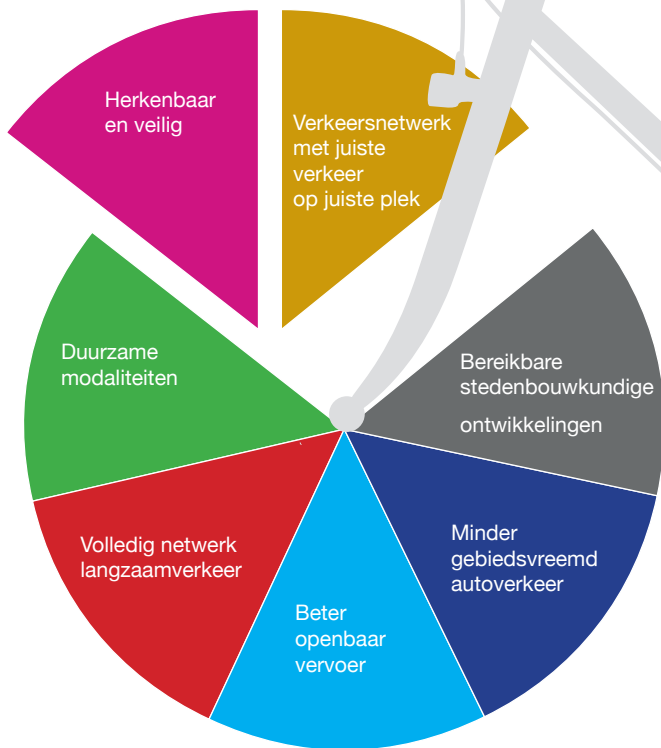 Herkenbaar
en veilig
Verkeersnetwerk
met juiste
verkeer
op juiste plek
Duurzame
modaliteiten
Bereikbare
stedenbouwkundige
ontwikkelingen
Volledig netwerk
langzaamverkeer
Minder
gebiedsvreemd
autoverkeer
Beter
openbaar
vervoer